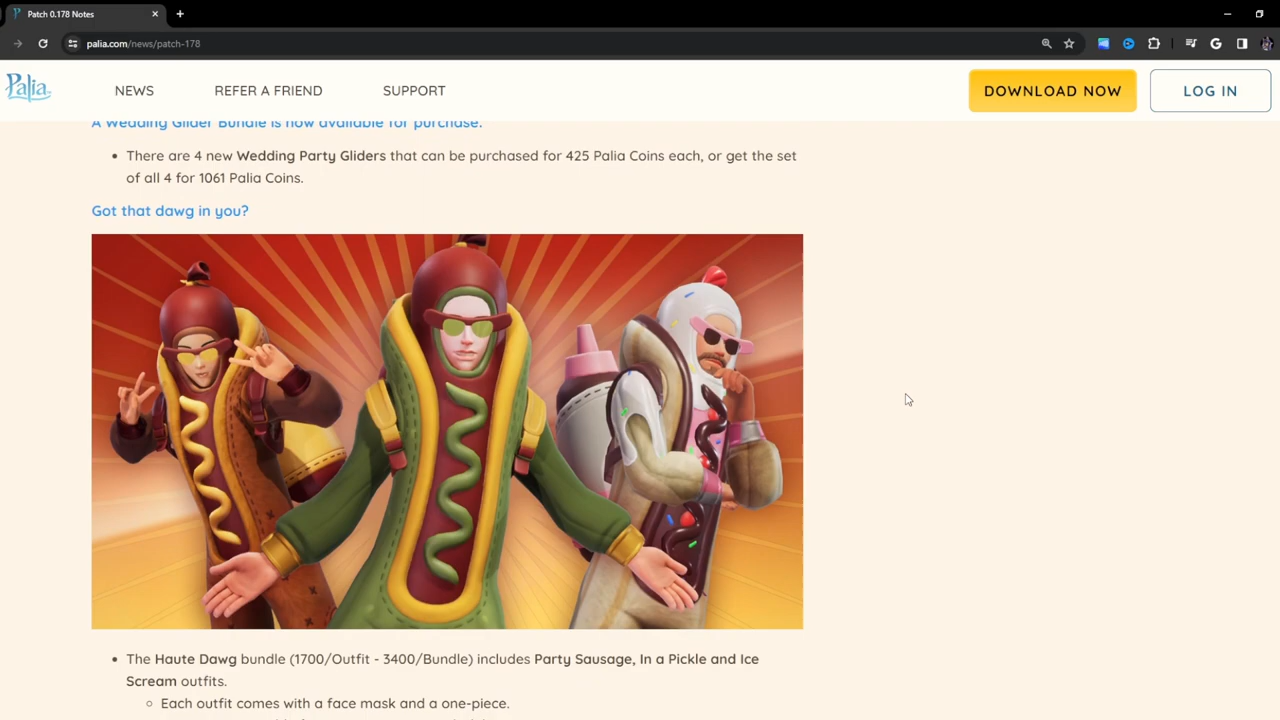 Patch 0.178 Notes
palia.com/news/patch-178
Palia
NEWS
REFER A FRIEND
SUPPORT
DOWNLOAD NOW
LOG IN
A Wedding Glider Bundle is now available for purchase.
• There are 4 new Wedding Party Gliders that can be purchased for 425 Palia Coins each, or get the set
of all 4 for 1061 Palia Coins.
Got that dawg in you?
• The Haute Dawg bundle (1700/Outfit - 3400/Bundle) includes Party Sausage, In a Pickle and Ice
Scream outfits.
○ Each outfit comes with a face mask and a one-piece.